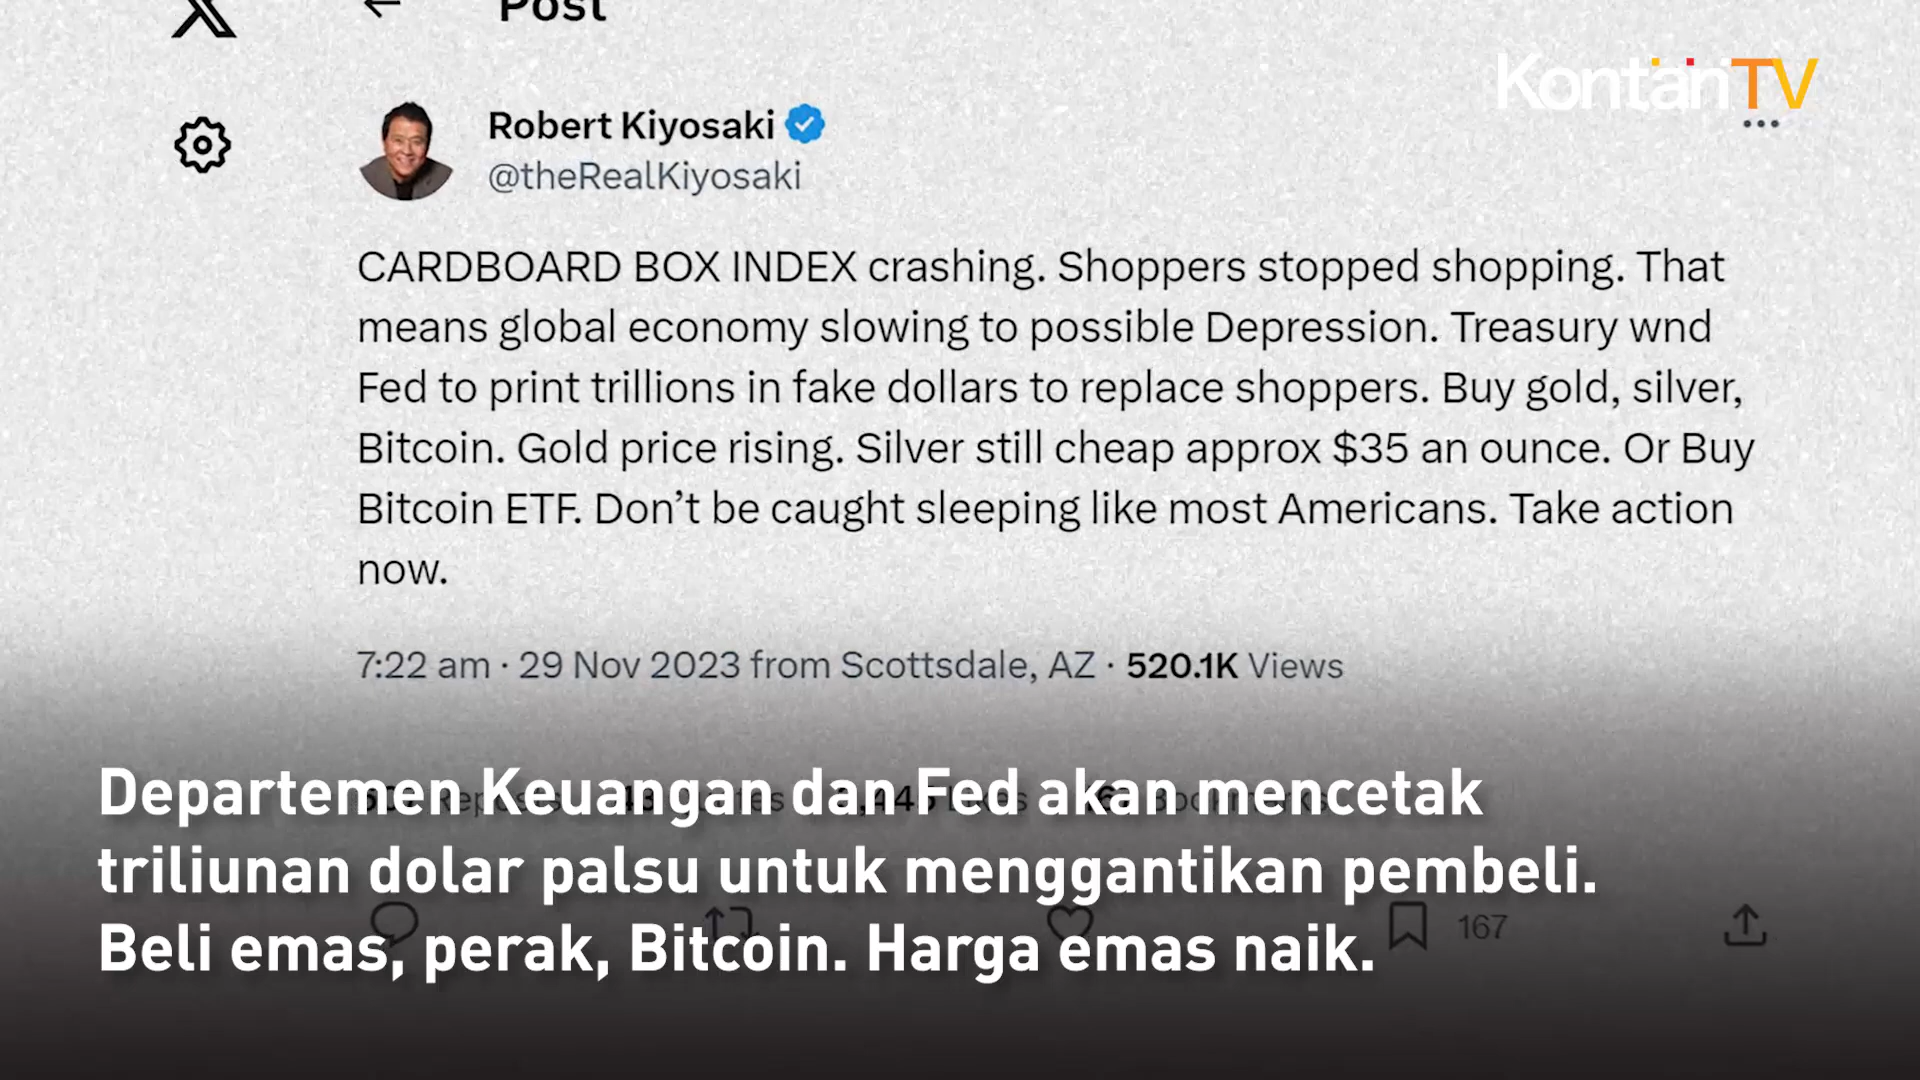 Post
KontanTV
Robert Kiyosaki
@theRealKiyosaki
CARDBOARD BOX INDEX crashing. Shoppers stopped shopping. That
means global economy slowing to possible Depression. Treasury wnd
Fed to print trillions in fake dollars to replace shoppers. Buy gold, silver,
Bitcoin. Gold price rising. Silver still cheap approx $35 an ounce. Or Buy
Bitcoin ETF. Don’t be caught sleeping like most Americans. Take action
now.
7:22 am · 29 Nov 2023 from Scottsdale, AZ · 520.1K Views
Departemen Keuangan dan Fed akan mencetak
triliunan dolar palsu untuk menggantikan pembeli.
Beli emas, perak, Bitcoin. Harga emas naik.
167